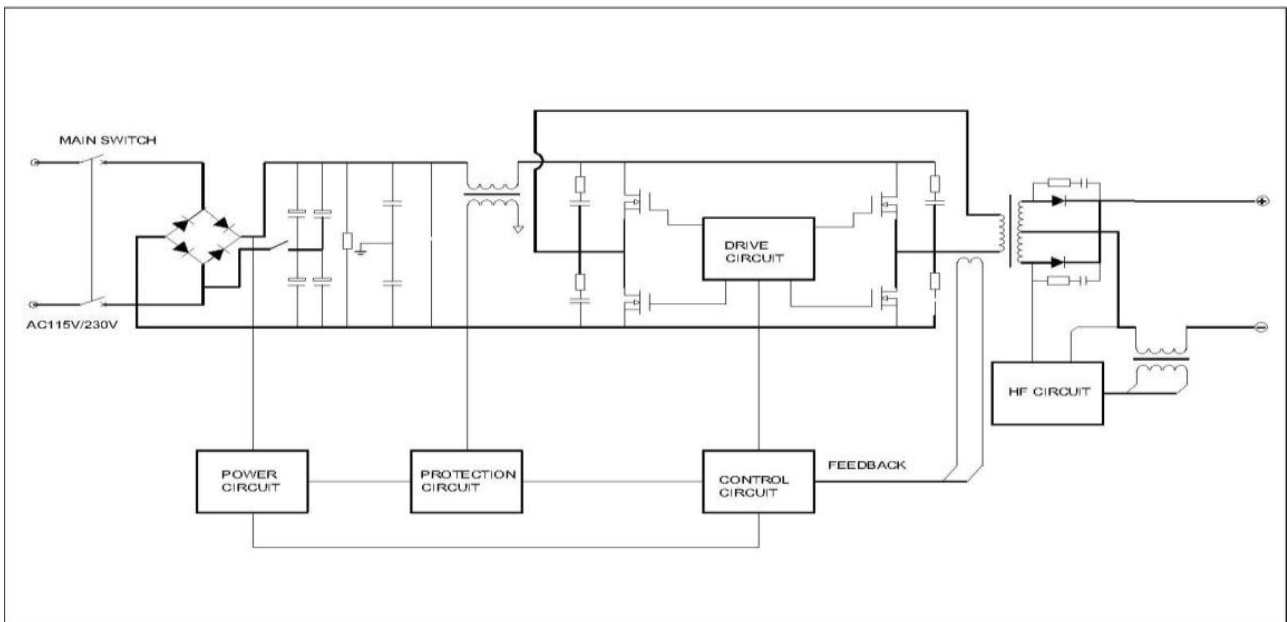 MAIN SWITCH
AC115V/230V
DRIVE
CIRCUIT
HF CIRCUIT
POWER
CIRCUIT
PROTECTION
CIRCUIT
CONTROL
CIRCUIT
FEEDBACK